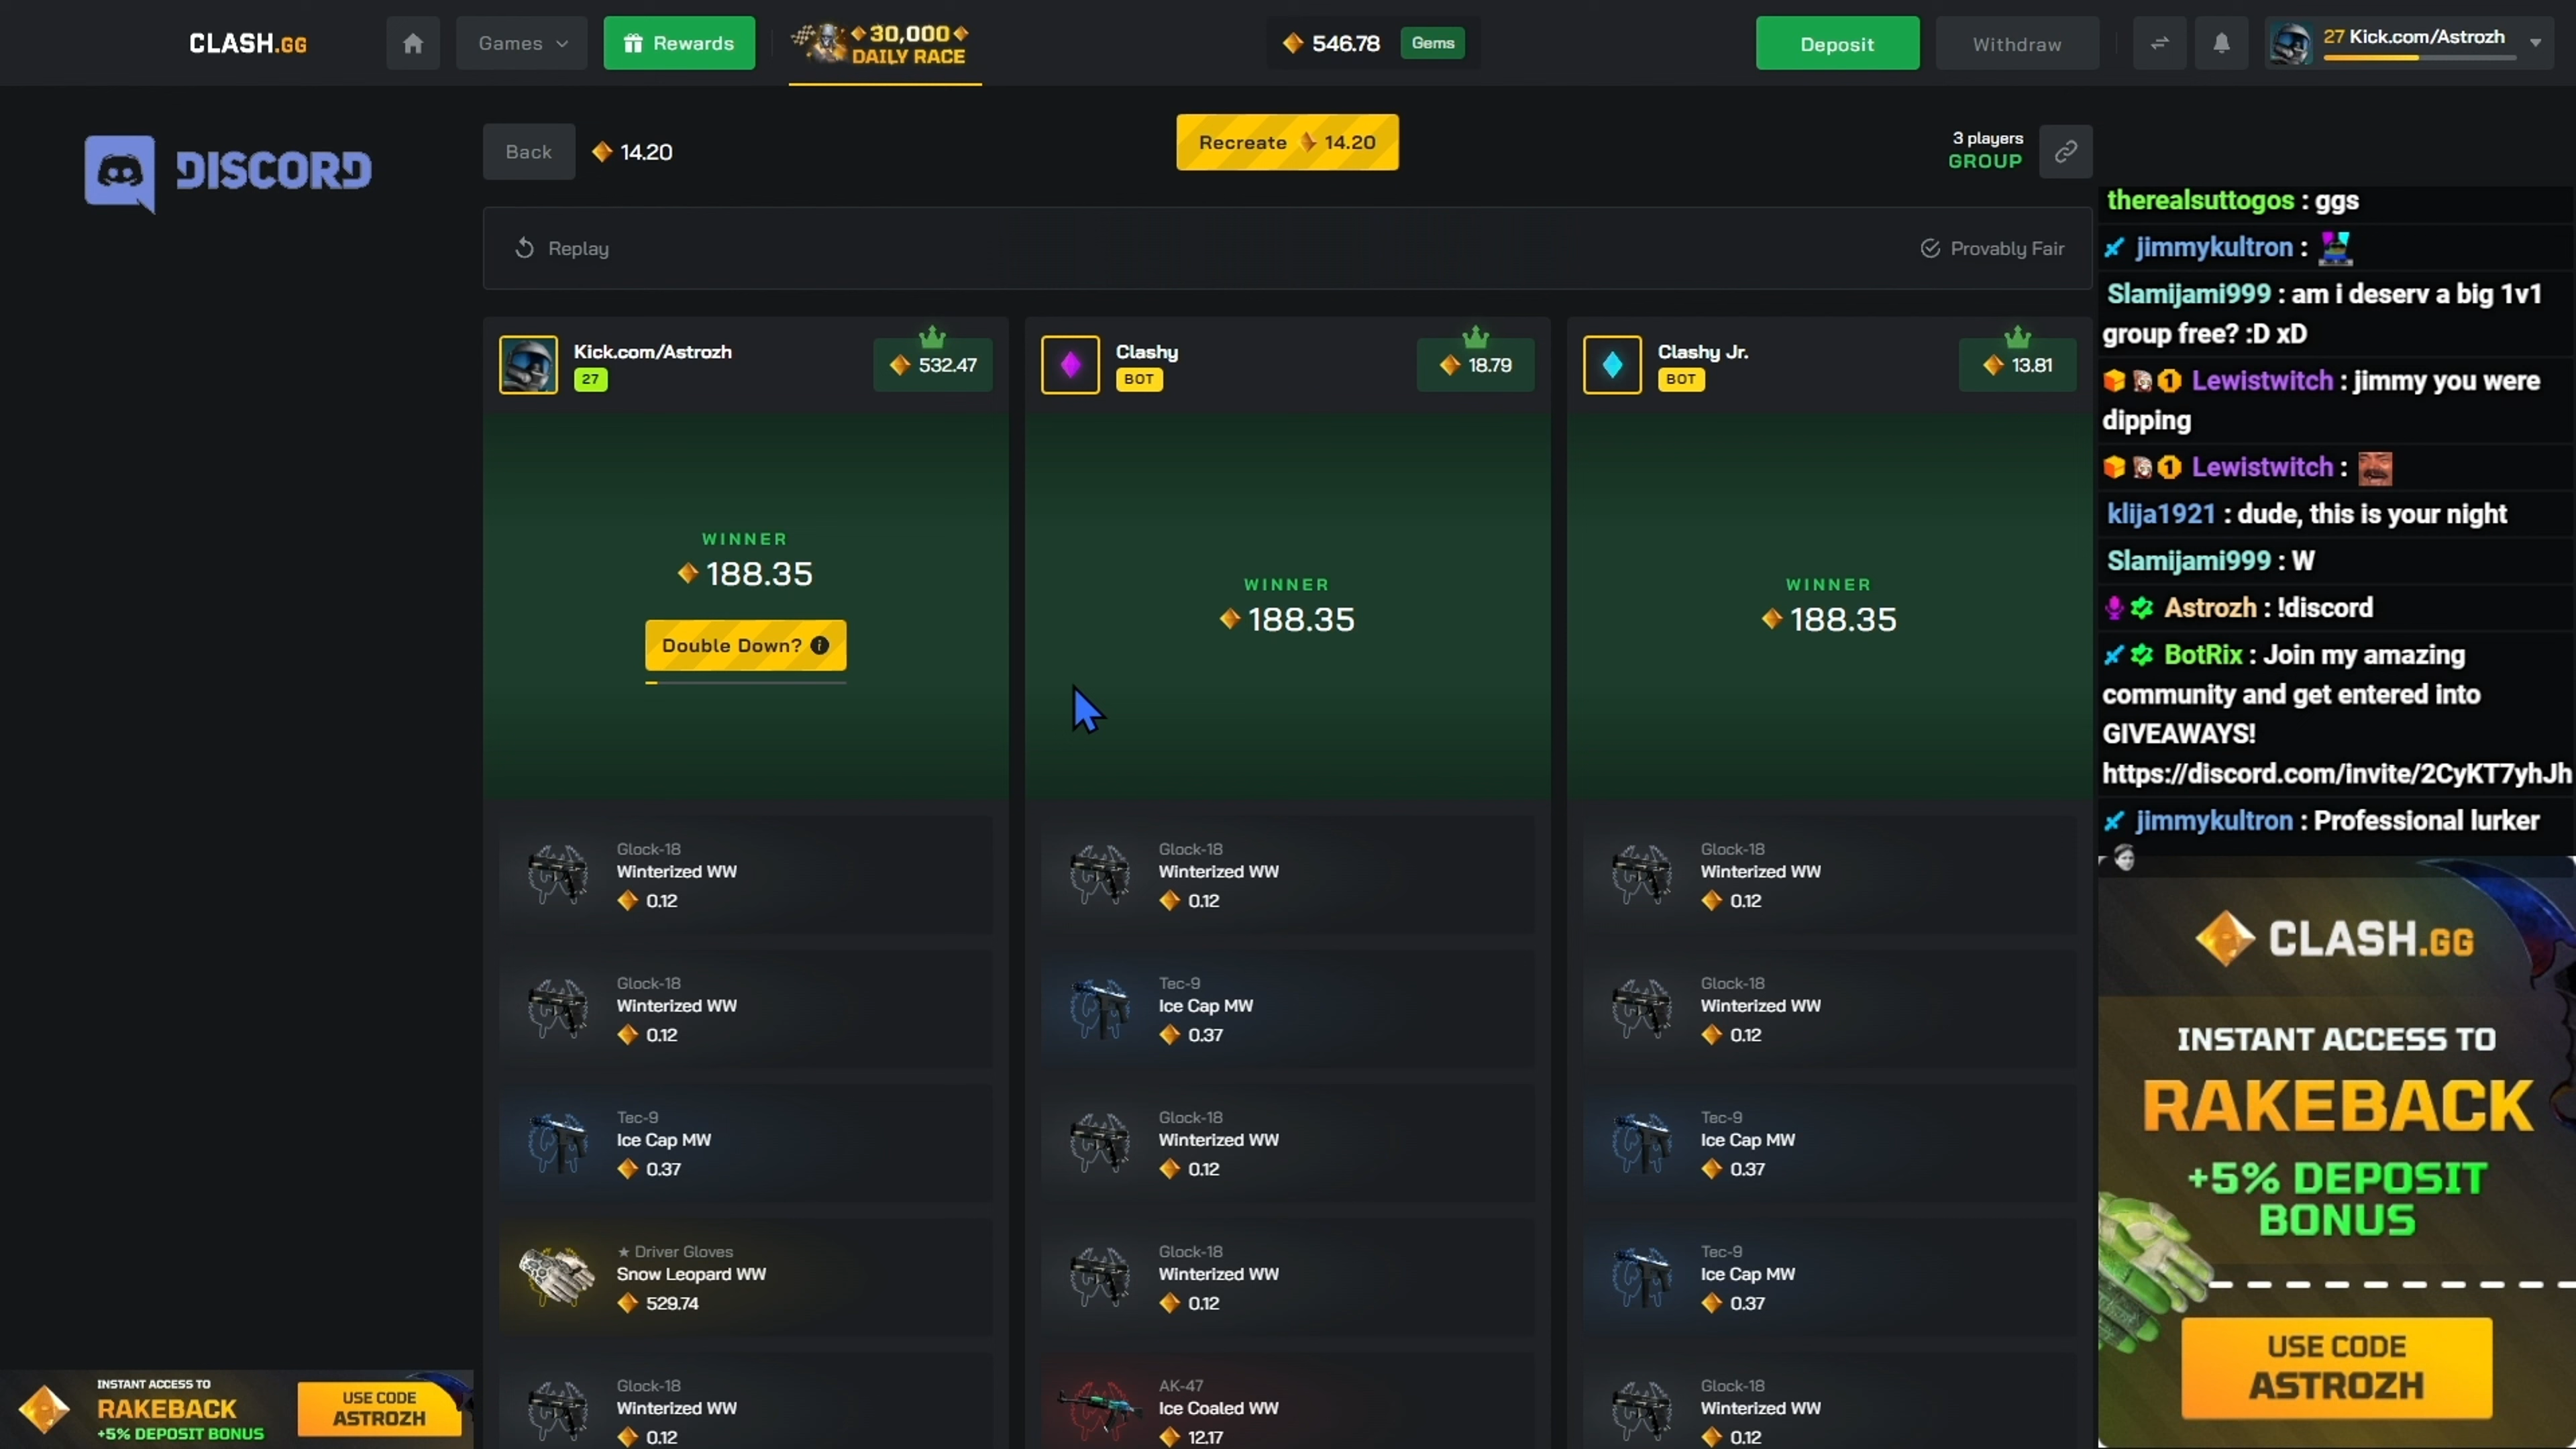 CLASH.GG
Games
Rewards
30,000
DAILY RACE
546.78
Gems
Deposit
Withdraw
27 Kick.com/Astrozh
DISCORD
Back
14.20
Recreate 14.20
3 players
GROUP
Replay
Provably Fair
Kick.com/Astrozh
27
532.47
WINNER
188.35
Double Down?
Glock-18
Winterized WW
0.12
Glock-18
Winterized WW
0.12
Tec-9
Ice Cap MW
0.37
★ Driver Gloves
Snow Leopard WW
529.74
Glock-18
Winterized WW
0.12
Clashy
BOT
18.79
WINNER
188.35
Glock-18
Winterized WW
0.12
Tec-9
Ice Cap MW
0.37
Glock-18
Winterized WW
0.12
Glock-18
Winterized WW
0.12
AK-47
Ice Coaled WW
12.17
Clashy Jr.
BOT
13.81
WINNER
188.35
Glock-18
Winterized WW
0.12
Glock-18
Winterized WW
0.12
Tec-9
Ice Cap MW
0.37
Tec-9
Ice Cap MW
0.37
Glock-18
Winterized WW
0.12
therealsuttogos : ggs
jimmykultron :
Slamijami999 : am i deserv a big 1v1
group free? :D xD
Lewistwitch : jimmy you were
dipping
Lewistwitch :
klija1921 : dude, this is your night
Slamijami999 : W
Astrozh : !discord
BotRix : Join my amazing
community and get entered into
GIVEAWAYS!
https://discord.com/invite/2CyKT7yhJh
jimmykultron : Professional lurker
CLASH.GG
INSTANT ACCESS TO
RAKEBACK
+5% DEPOSIT
BONUS
USE CODE
ASTROZH
INSTANT ACCESS TO
RAKEBACK
+5% DEPOSIT BONUS
USE CODE
ASTROZH